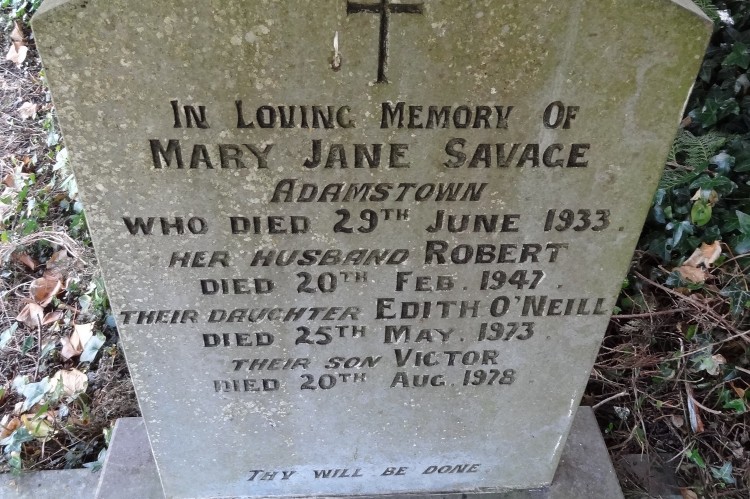 In Loving Memory Of
Mary Jane Savage
Adamstown
who died 29th June 1933.
her husband Robert
died 20th Feb. 1947.
their daughter Edith O'Neill
died 25th May. 1973.
their son Victor
died 20th Aug. 1978.
Thy will be done